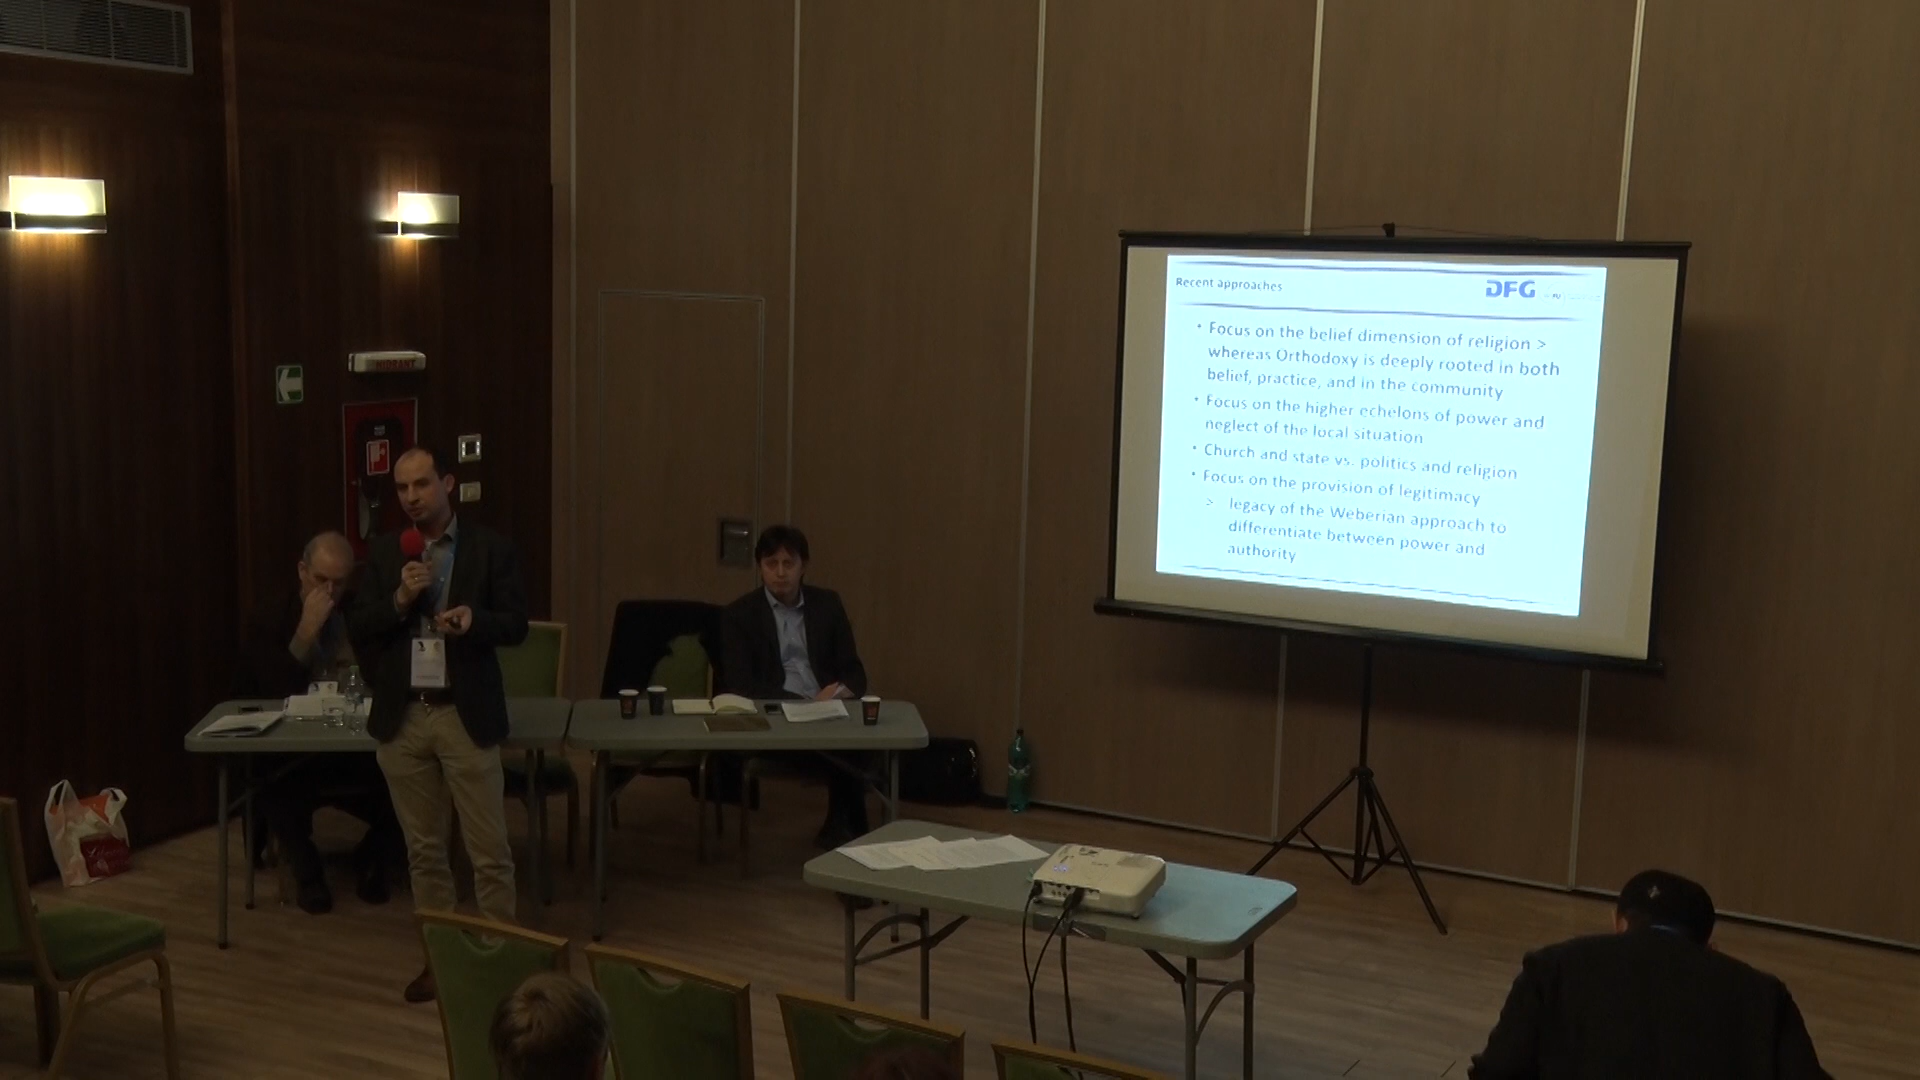 HIDRANT
Recent approaches
DFG
• Focus on the belief dimension of religion >
whereas Orthodoxy is deeply rooted in both
belief, practice, and in the community
• Focus on the higher echelons of power and
neglect of the local situation
• Church and state vs. politics and religion
• Focus on the provision of legitimacy
> legacy of the Weberian approach to
differentiate between power and
authority